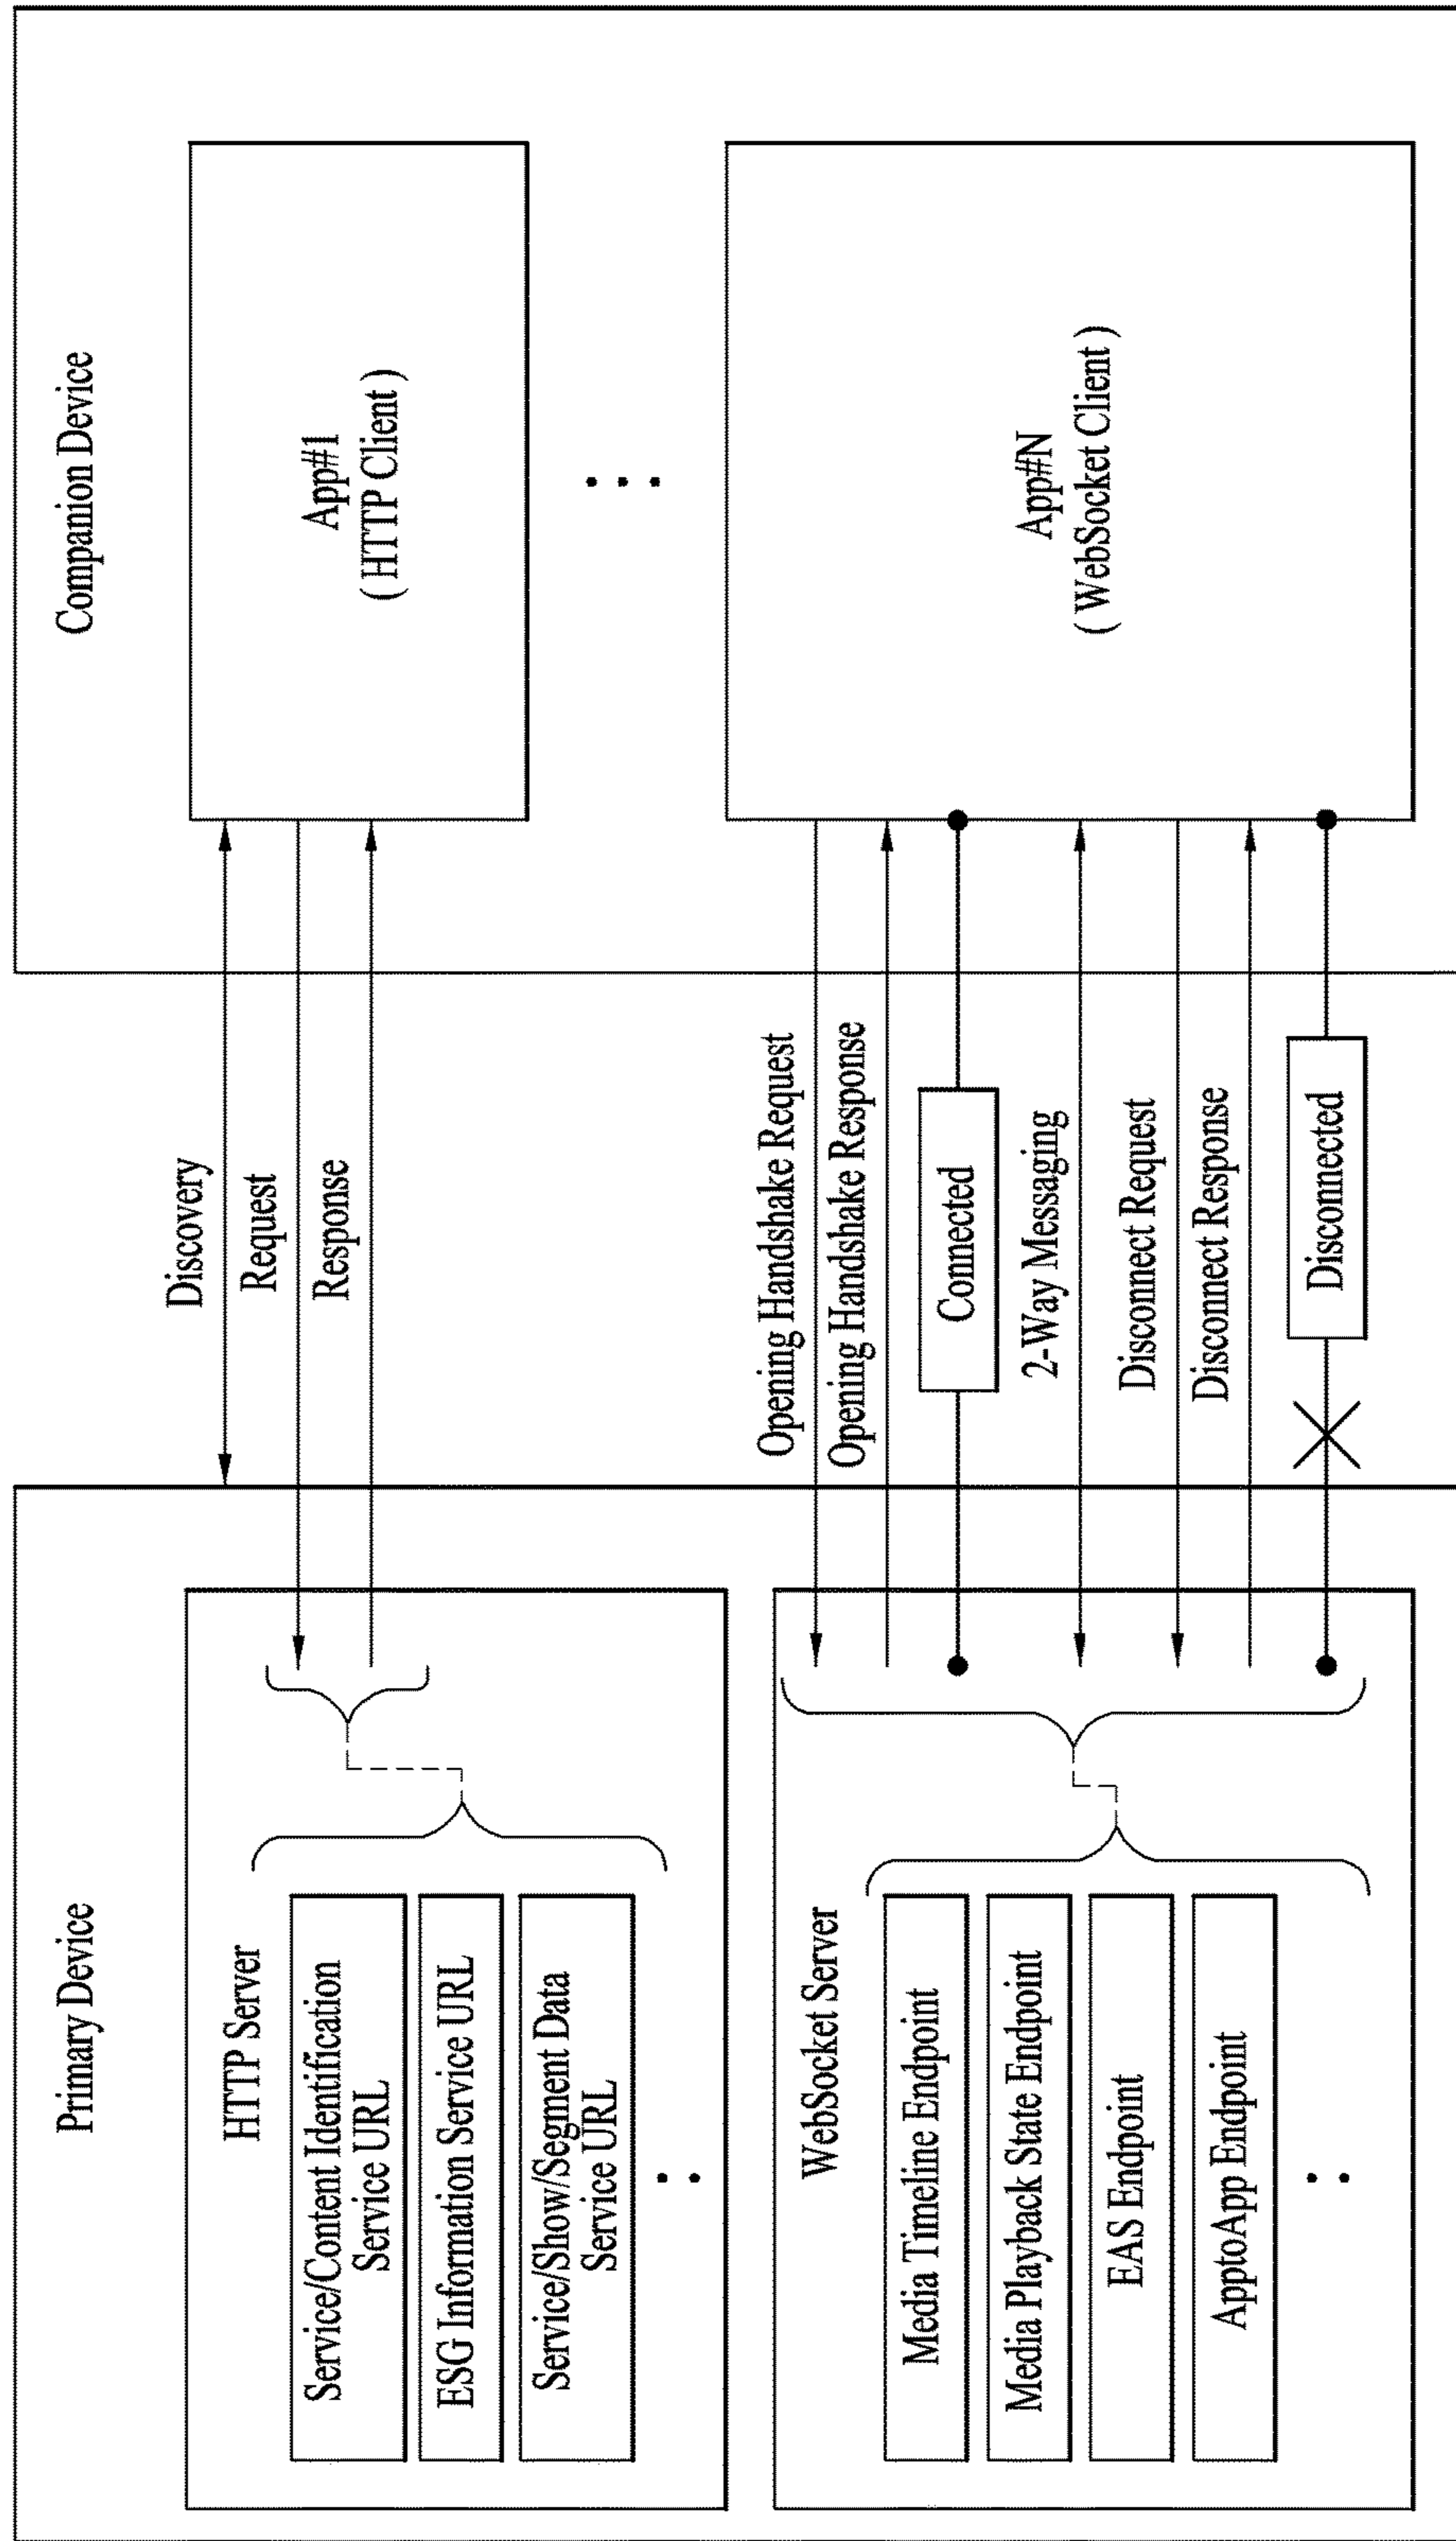 Primary Device
HTTP Server
Service/Content Identification
Service URL
ESG Information Service URL
Service/Show/Segment Data
Service URL
WebSocket Server
Media Timeline Endpoint
Media Playback State Endpoint
EAS Endpoint
ApptoApp Endpoint
Discovery
Request
Response
Opening Handshake Request
Opening Handshake Response
Connected
2-Way Messaging
Disconnect Request
Disconnect Response
Disconnected
Companion Device
App#1
( HTTP Client )
App#N
( WebSocket Client )